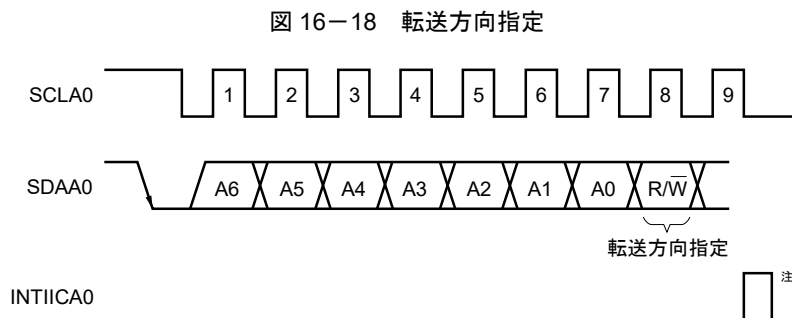 図 16－18　転送方向指定
SCLA0 1 2 3 4 5 6 7 8 9
SDAA0 A6 A5 A4 A3 A2 A1 A0 R/W̅
転送方向指定
INTIICA0 注